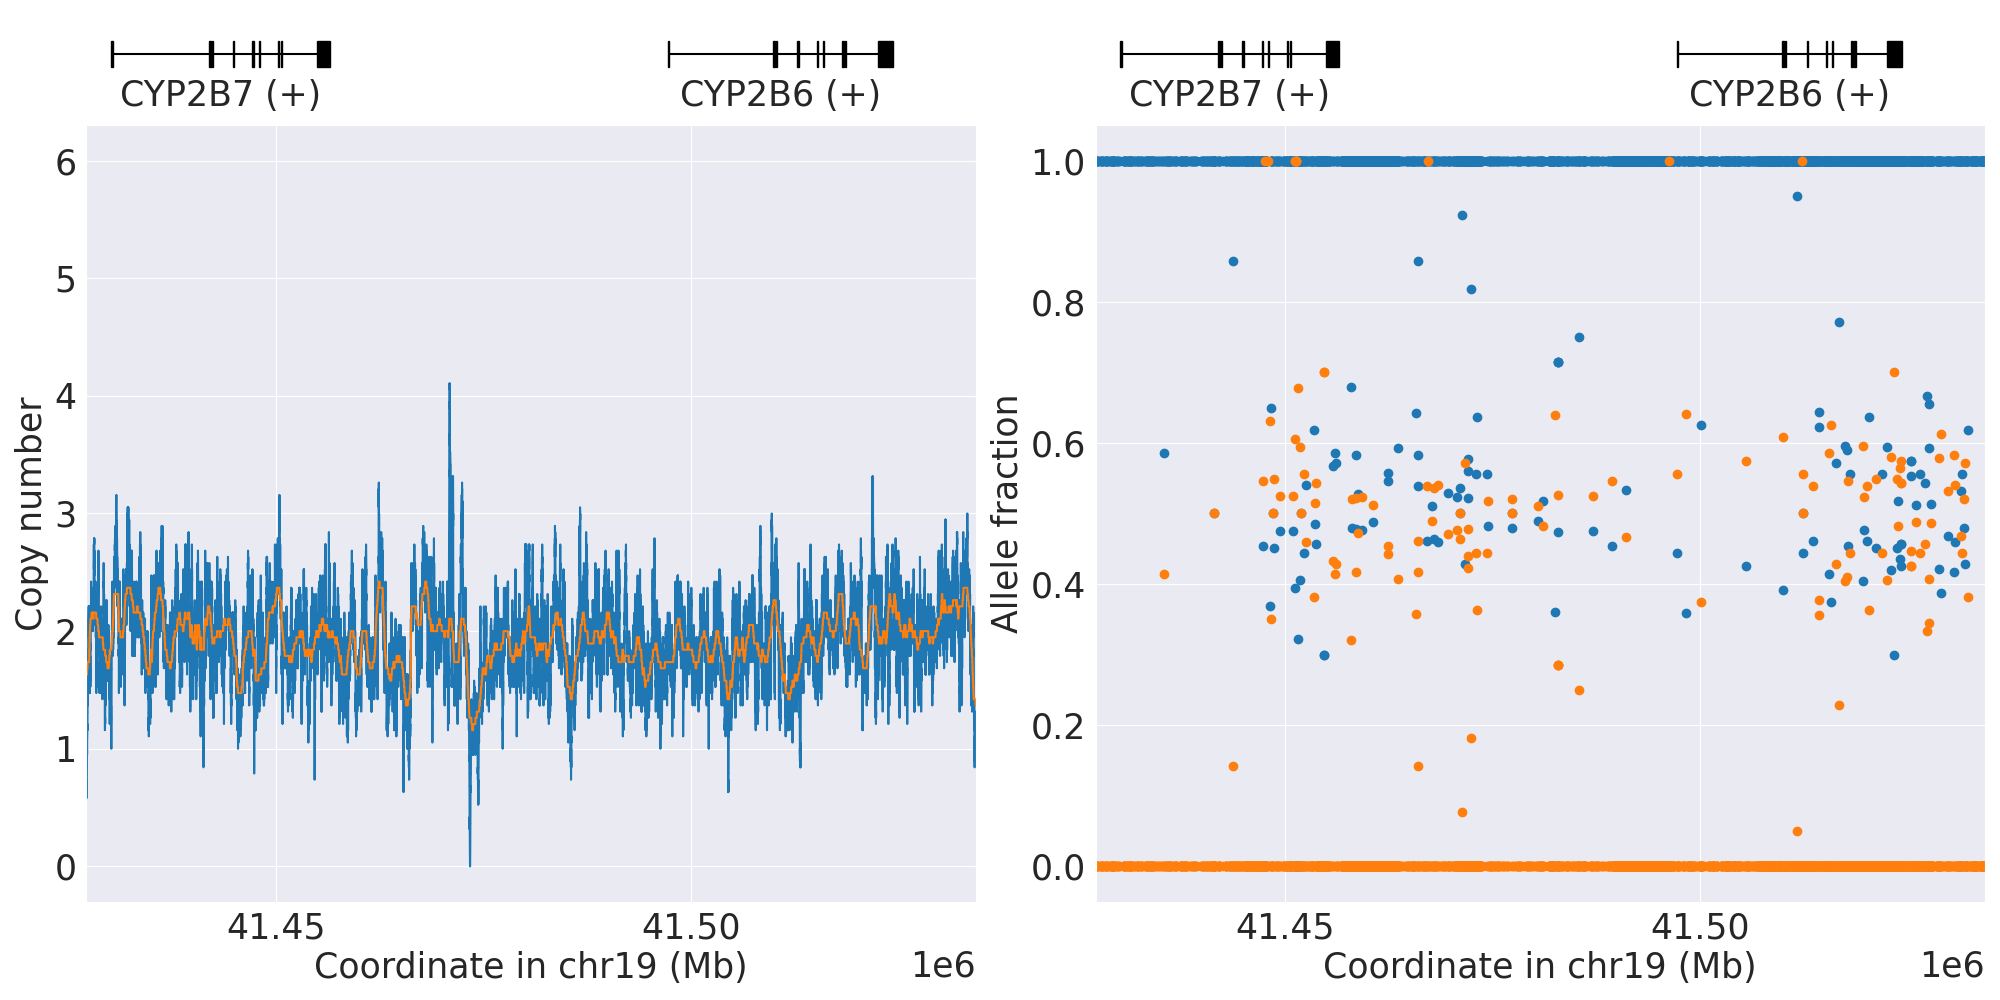 CYP2B7 (+)
CYP2B6 (+)
6
5
4
3
2
1
0
Copy number
41.45
41.50
Coordinate in chr19 (Mb)
1e6
CYP2B7 (+)
CYP2B6 (+)
1.0
0.8
0.6
0.4
0.2
0.0
Allele fraction
41.45
41.50
Coordinate in chr19 (Mb)
1e6